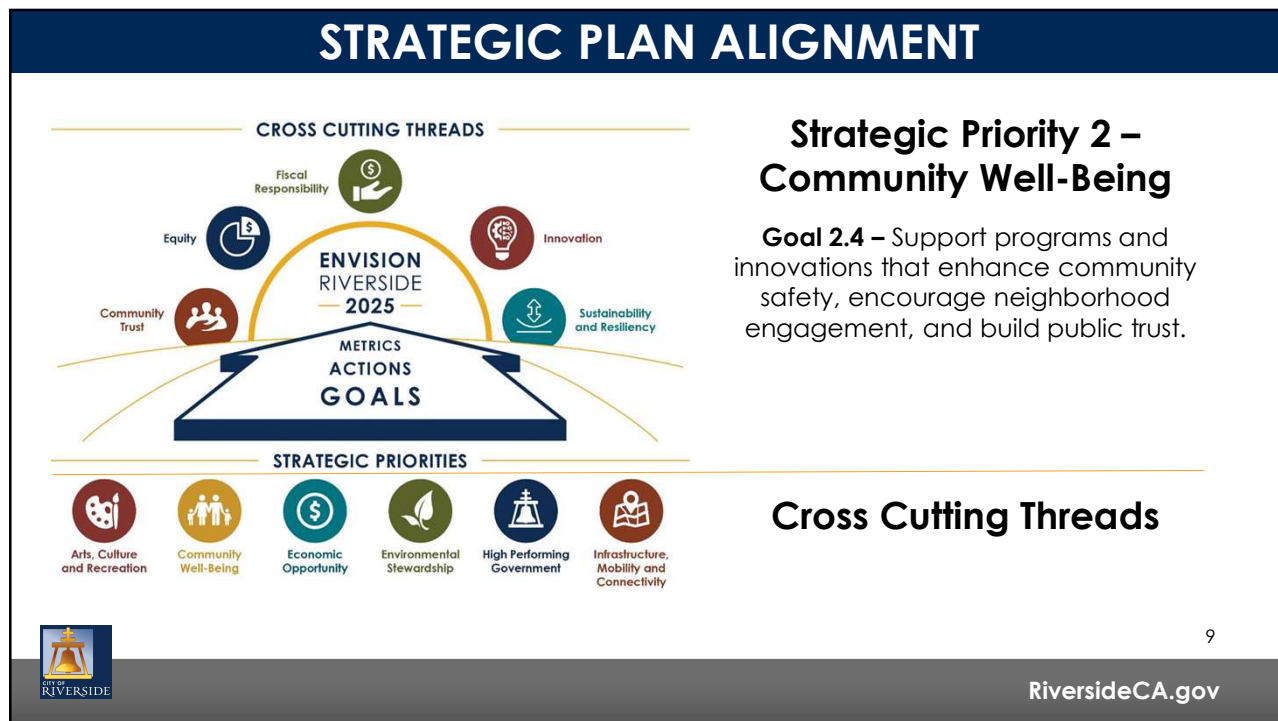 STRATEGIC PLAN ALIGNMENT
CROSS CUTTING THREADS
Fiscal
Responsibility
Equity
Innovation
Community
Trust
Sustainability
and Resiliency
ENVISION
RIVERSIDE
2025
METRICS
ACTIONS
GOALS
STRATEGIC PRIORITIES
Arts, Culture
and Recreation
Community
Well-Being
Economic
Opportunity
Environmental
Stewardship
High Performing
Government
Infrastructure,
Mobility and
Connectivity
Strategic Priority 2 –
Community Well-Being
Goal 2.4 – Support programs and
innovations that enhance community
safety, encourage neighborhood
engagement, and build public trust.
Cross Cutting Threads
9
CITY OF
RIVERSIDE
RiversideCA.gov